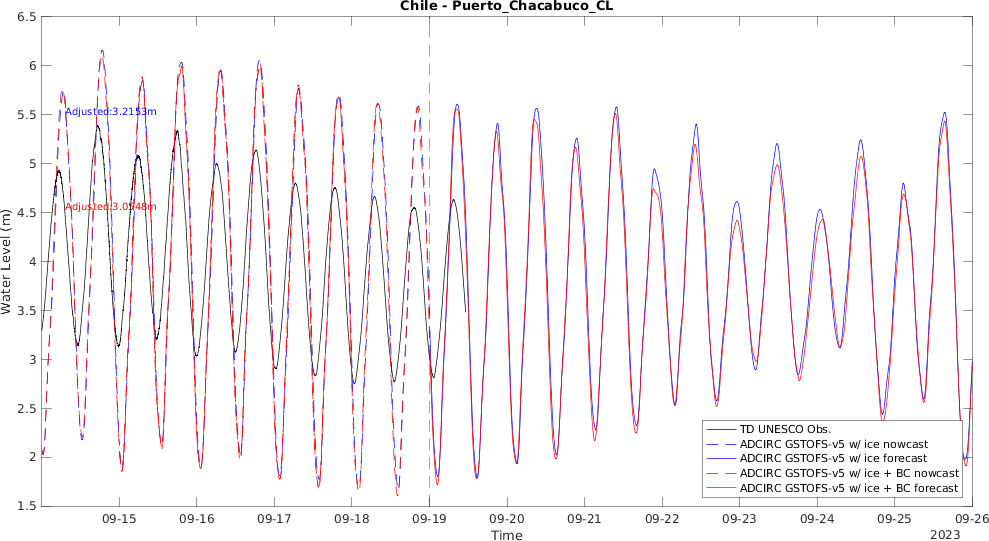 Chile - Puerto_Chacabuco_CL
6.5
6
5.5
5
4.5
4
3.5
3
2.5
2
1.5
Water Level (m)
Adjusted:3.2153m
Adjusted:3.0548m
TD UNESCO Obs.
ADCIRC GSTOFS-v5 w/ ice nowcast
ADCIRC GSTOFS-v5 w/ ice forecast
ADCIRC GSTOFS-v5 w/ ice + BC nowcast
ADCIRC GSTOFS-v5 w/ ice + BC forecast
09-15 09-16 09-17 09-18 09-19 09-20 09-21 09-22 09-23 09-24 09-25 09-26
Time
2023